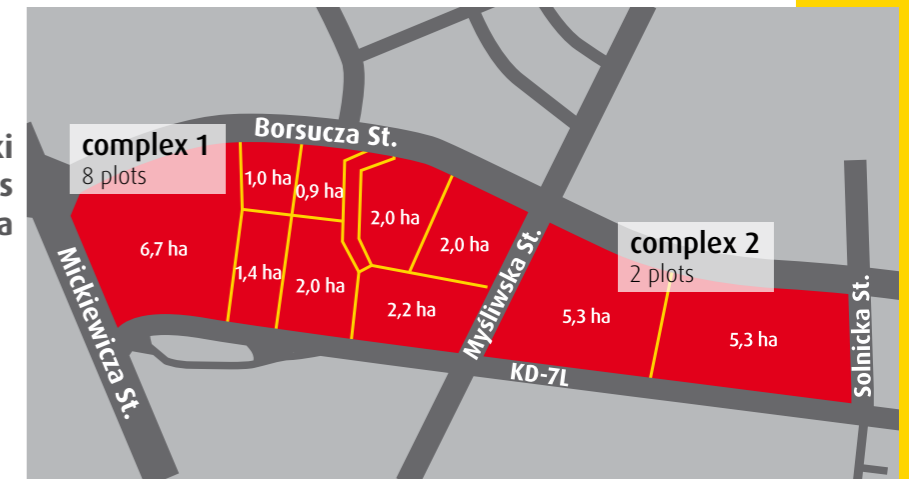 ki
s
a
complex 1
8 plots
Borsucza St.
1,0 ha
0,9 ha
2,0 ha
2,0 ha
6,7 ha
1,4 ha
2,0 ha
2,2 ha
Mickiewicza St.
Myśliwska St.
complex 2
2 plots
5,3 ha
5,3 ha
KD-7L
Solnicka St.